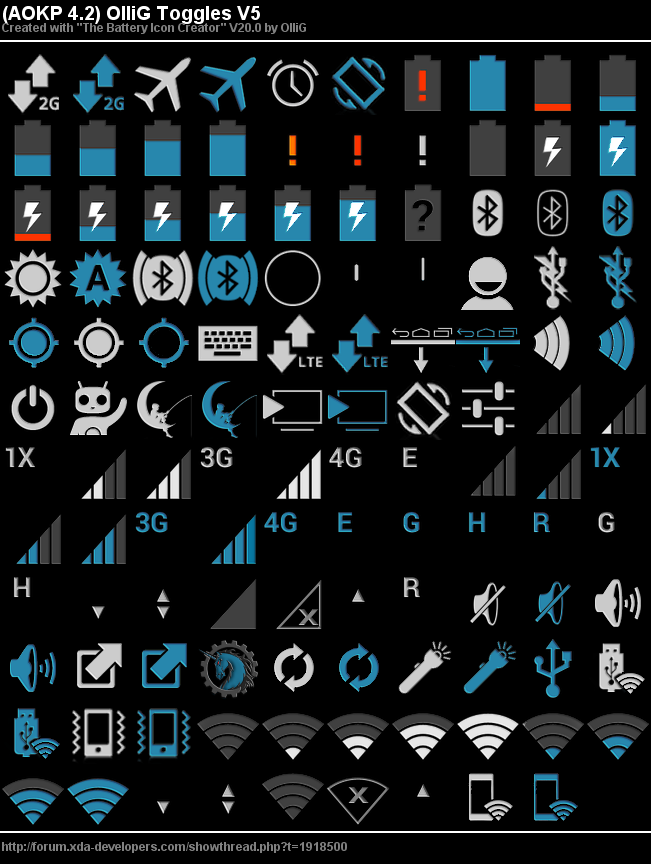 (AOKP 4.2) OlliG Toggles V5
Created with "The Battery Icon Creator" V20.0 by OlliG
2G 2G
! 
! ! !
?
A
LTE LTE
1X 3G 4G E 1X
3G 4G E G H R G
H X R
X
http://forum.xda-developers.com/showthread.php?t=1918500